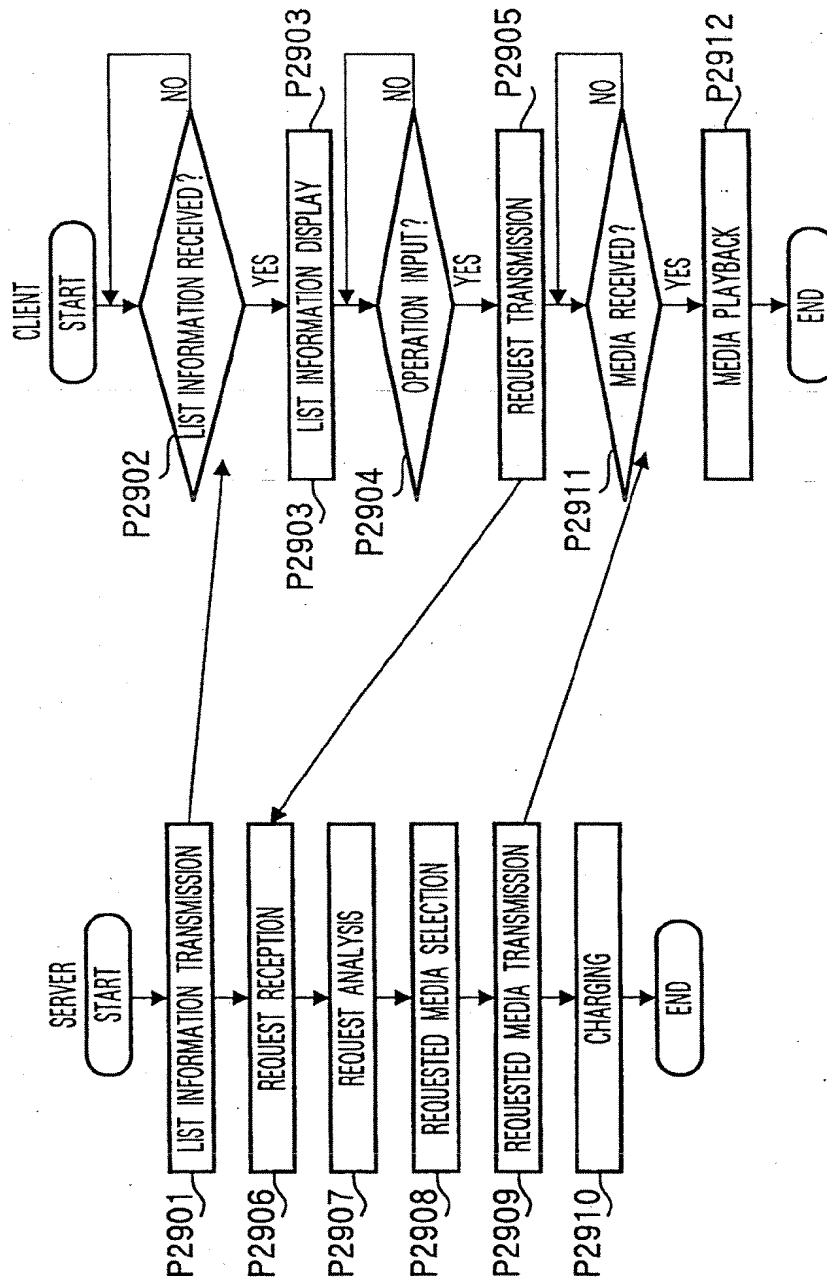 SERVER
START
P2901
LIST INFORMATION TRANSMISSION
P2906
REQUEST RECEPTION
P2907
REQUEST ANALYSIS
P2908
REQUESTED MEDIA SELECTION
P2909
REQUESTED MEDIA TRANSMISSION
P2910
CHARGING
END
CLIENT
START
P2902
LIST INFORMATION RECEIVED?
NO
YES
P2903
LIST INFORMATION DISPLAY
P2903
P2904
OPERATION INPUT?
NO
YES
REQUEST TRANSMISSION
P2905
P2911
MEDIA RECEIVED?
NO
YES
MEDIA PLAYBACK
P2912
END